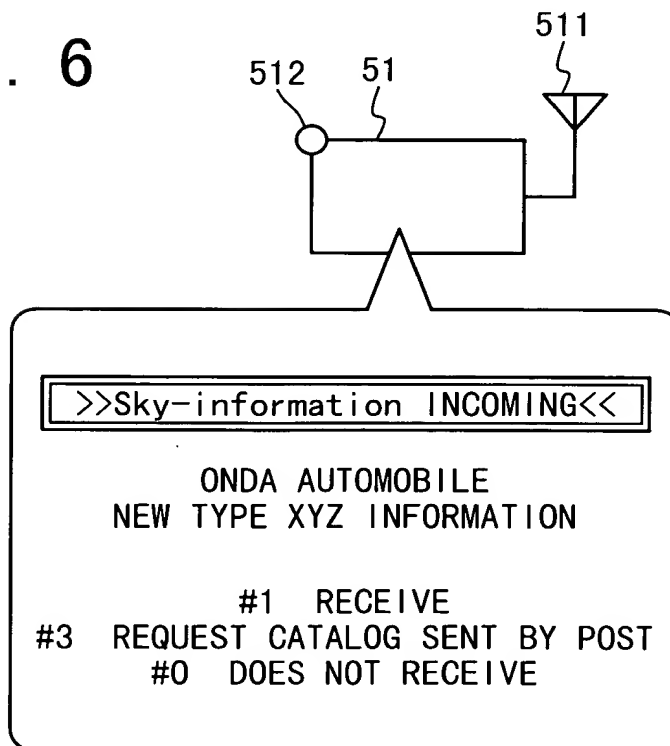 . 6
511
512 51
>>Sky-information INCOMING<<
ONDA AUTOMOBILE
NEW TYPE XYZ INFORMATION
#1 RECEIVE
#3 REQUEST CATALOG SENT BY POST
#0 DOES NOT RECEIVE